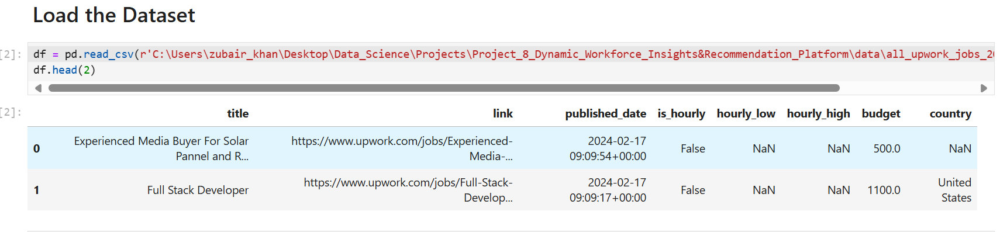 Load the Dataset
[2]: df = pd.read_csv(r'C:\Users\zubair_khan\Desktop\Data_Science\Projects\Project_8_Dynamic_Workforce_Insights&Recommendation_Platform\data\all_upwork_jobs_20
df.head(2)
[2]: title link published_date is_hourly hourly_low hourly_high budget country
0 Experienced Media Buyer For Solar Pannel and R... https://www.upwork.com/jobs/Experienced-Media-... 2024-02-17 09:09:54+00:00 False NaN NaN 500.0 NaN
1 Full Stack Developer https://www.upwork.com/jobs/Full-Stack-Develop... 2024-02-17 09:09:17+00:00 False NaN NaN 1100.0 United States